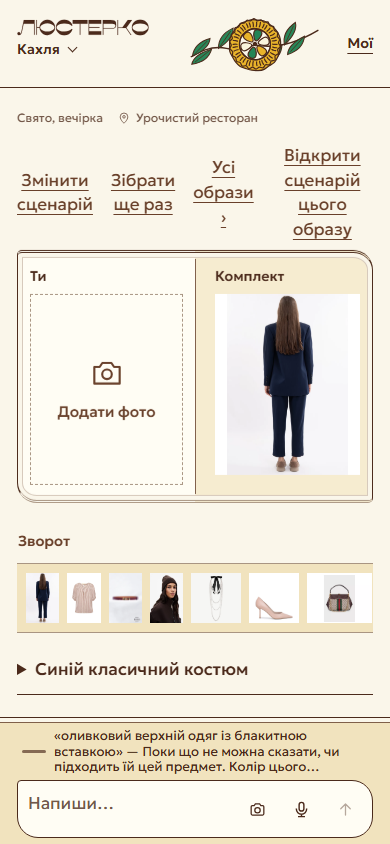 ЛЮСТЕРКО
Кахля
Мої
Свято, вечірка
Урочистий ресторан
Змінити
сценарій
Зібрати
ще раз
Усі
образи
›
Відкрити
сценарій
цього
образу
Ти
Комплект
Додати фото
Зворот
Синій класичний костюм
«оливковий верхній одяг із блакитною
вставкою» — Поки що не можна сказати, чи
підходить їй цей предмет. Колір цього…
Напиши…